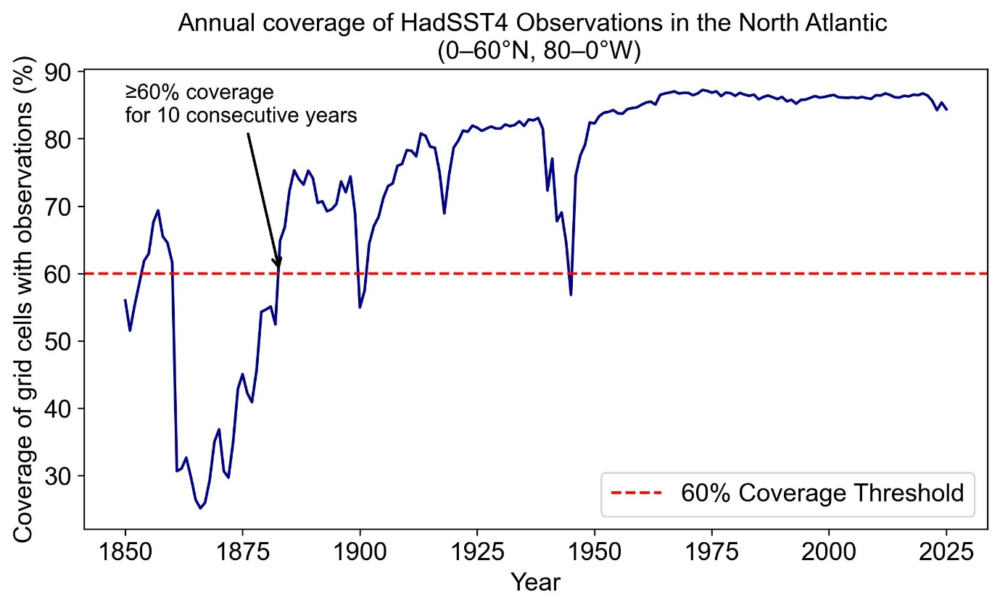 Annual coverage of HadSST4 Observations in the North Atlantic
(0–60°N, 80–0°W)
Coverage of grid cells with observations (%)
90
80
70
60
50
40
30
≥60% coverage
for 10 consecutive years
60% Coverage Threshold
1850
1875
1900
1925
1950
1975
2000
2025
Year